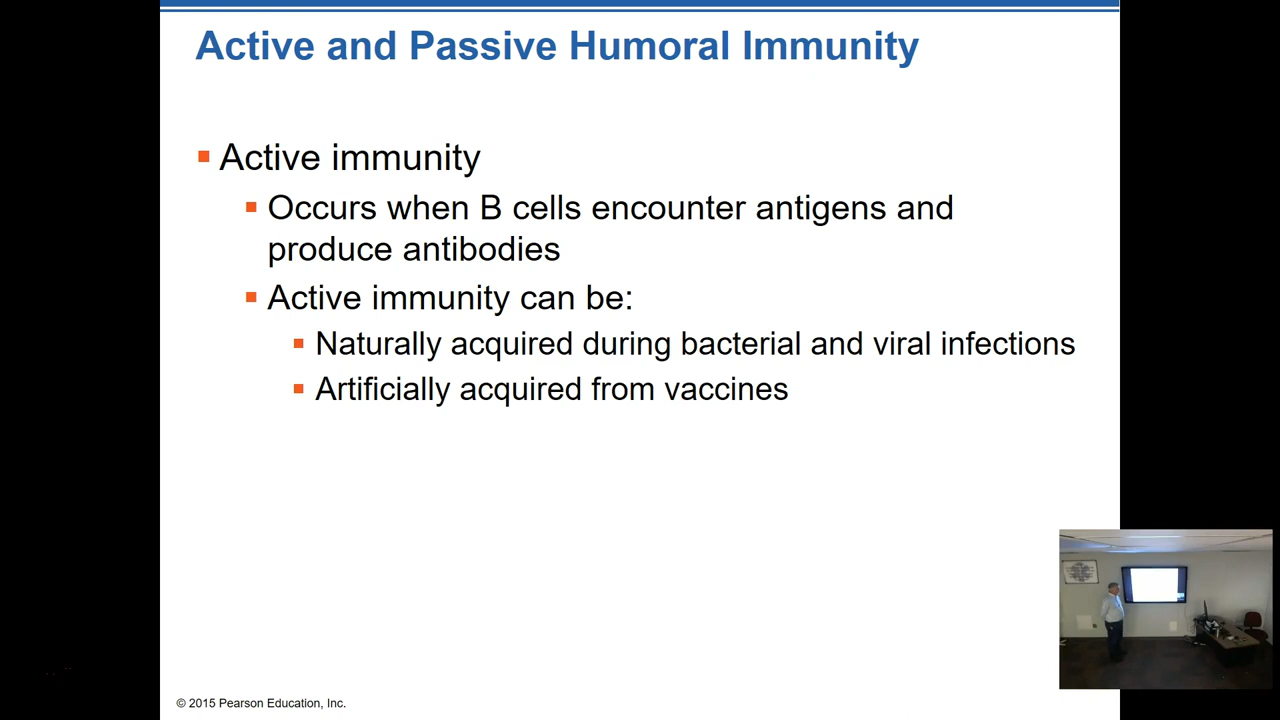 Active and Passive Humoral Immunity
Active immunity
Occurs when B cells encounter antigens and
produce antibodies
Active immunity can be:
Naturally acquired during bacterial and viral infections
Artificially acquired from vaccines
© 2015 Pearson Education, Inc.